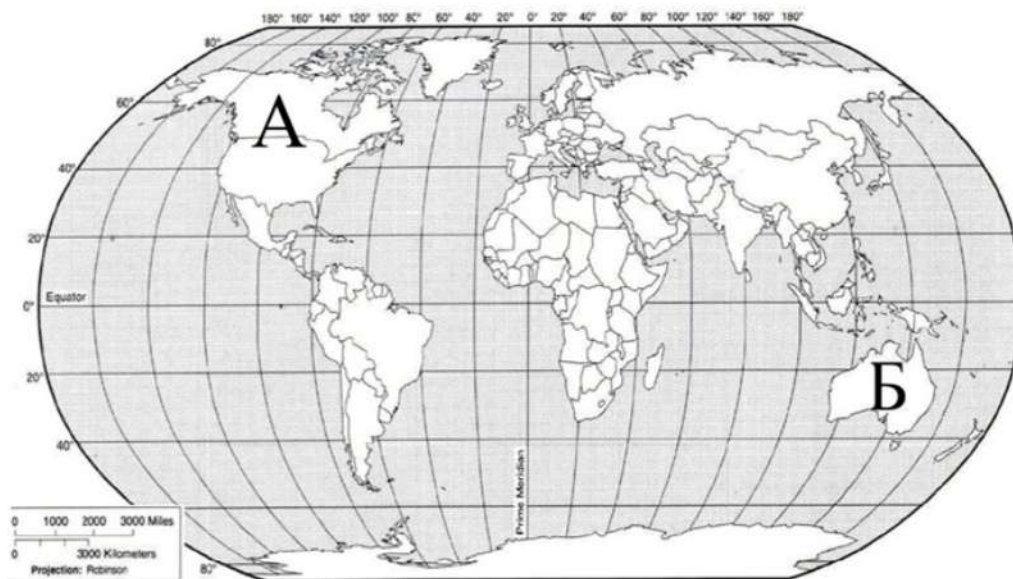 180° 160° 140° 120° 100° 80° 60° 40° 20° 0° 20° 40° 60° 80° 100° 120° 140° 160° 180°
80°
60°
А
40°
20°
Equator
0°
20°
Б
40°
Prime Meridian
0 1000 2000 3000 Miles
0 3000 Kilometers
Projection: Robinson
80°